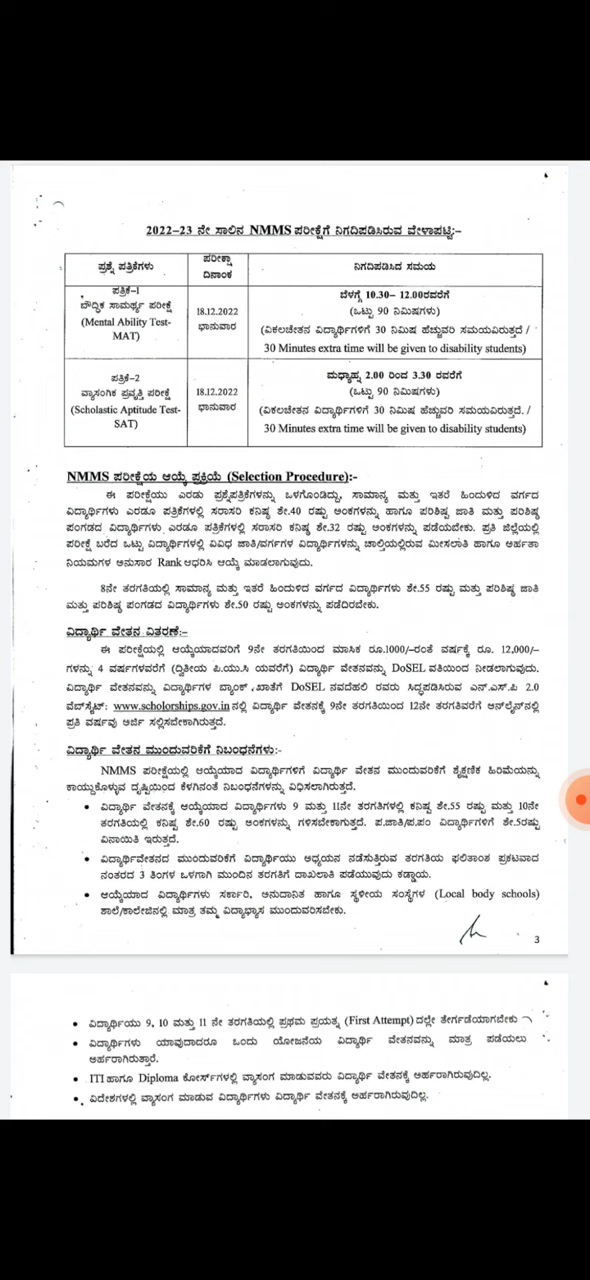 2022-23 ನೇ ಸಾಲಿನ NMMS ಪರೀಕ್ಷೆಗೆ ನಿಗದಿಪಡಿಸಿರುವ ವೇಳಾಪಟ್ಟಿ:-
ಪ್ರಶ್ನೆ ಪತ್ರಿಕೆಗಳು
ಪರೀಕ್ಷಾ
ದಿನಾಂಕ
ನಿಗದಿಪಡಿಸಿದ ಸಮಯ
ಪತ್ರಿಕೆ-1
ಬೌದ್ಧಿಕ ಸಾಮರ್ಥ್ಯ ಪರೀಕ್ಷೆ
(Mental Ability Test-
MAT)
18.12.2022
ಭಾನುವಾರ
ಬೆಳಗ್ಗೆ 10.30– 12.00ರವರೆಗೆ
(ಒಟ್ಟು 90 ನಿಮಿಷಗಳು)
(ವಿಕಲಚೇತನ ವಿದ್ಯಾರ್ಥಿಗಳಿಗೆ 30 ನಿಮಿಷ ಹೆಚ್ಚುವರಿ ಸಮಯವಿರುತ್ತದೆ /
30 Minutes extra time will be given to disability students)
ಪತ್ರಿಕೆ-2
ವ್ಯಾಸಂಗಿಕ ಪ್ರವೃತ್ತಿ ಪರೀಕ್ಷೆ
(Scholastic Aptitude Test-
SAT)
18.12.2022
ಭಾನುವಾರ
ಮಧ್ಯಾಹ್ನ 2.00 ರಿಂದ 3.30 ರವರೆಗೆ
(ಒಟ್ಟು 90 ನಿಮಿಷಗಳು)
(ವಿಕಲಚೇತನ ವಿದ್ಯಾರ್ಥಿಗಳಿಗೆ 30 ನಿಮಿಷ ಹೆಚ್ಚುವರಿ ಸಮಯವಿರುತ್ತದೆ. /
30 Minutes extra time will be given to disability students)
NMMS ಪರೀಕ್ಷೆಯ ಆಯ್ಕೆ ಪ್ರಕ್ರಿಯೆ (Selection Procedure):-
ಈ ಪರೀಕ್ಷೆಯು ಎರಡು ಪ್ರಶ್ನೆಪತ್ರಿಕೆಗಳನ್ನು ಒಳಗೊಂಡಿದ್ದು, ಸಾಮಾನ್ಯ ಮತ್ತು ಇತರೆ ಹಿಂದುಳಿದ ವರ್ಗದ
ವಿದ್ಯಾರ್ಥಿಗಳು ಎರಡೂ ಪತ್ರಿಕೆಗಳಲ್ಲಿ ಸರಾಸರಿ ಕನಿಷ್ಠ ಶೇ.40 ರಷ್ಟು ಅಂಕಗಳನ್ನು ಹಾಗೂ ಪರಿಶಿಷ್ಟ ಜಾತಿ ಮತ್ತು ಪರಿಶಿಷ್ಟ
ಪಂಗಡದ ವಿದ್ಯಾರ್ಥಿಗಳು ಎರಡೂ ಪತ್ರಿಕೆಗಳಲ್ಲಿ ಸರಾಸರಿ ಕನಿಷ್ಠ ಶೇ.32 ರಷ್ಟು ಅಂಕಗಳನ್ನು ಪಡೆಯಬೇಕು. ಪ್ರತಿ ಜಿಲ್ಲೆಯಲ್ಲಿ
ಪರೀಕ್ಷೆ ಬರೆದ ಒಟ್ಟು ವಿದ್ಯಾರ್ಥಿಗಳಲ್ಲಿ ವಿವಿಧ ಜಾತಿ/ವರ್ಗಗಳ ವಿದ್ಯಾರ್ಥಿಗಳನ್ನು ಚಾಲ್ತಿಯಲ್ಲಿರುವ ಮೀಸಲಾತಿ ಹಾಗೂ ಅರ್ಹತಾ
ನಿಯಮಗಳ ಅನುಸಾರ Rank ಆಧರಿಸಿ ಆಯ್ಕೆ ಮಾಡಲಾಗುವುದು.
8ನೇ ತರಗತಿಯಲ್ಲಿ ಸಾಮಾನ್ಯ ಮತ್ತು ಇತರೆ ಹಿಂದುಳಿದ ವರ್ಗದ ವಿದ್ಯಾರ್ಥಿಗಳು ಶೇ.55 ರಷ್ಟು ಮತ್ತು ಪರಿಶಿಷ್ಟ ಜಾತಿ
ಮತ್ತು ಪರಿಶಿಷ್ಟ ಪಂಗಡದ ವಿದ್ಯಾರ್ಥಿಗಳು ಶೇ.50 ರಷ್ಟು ಅಂಕಗಳನ್ನು ಪಡೆದಿರಬೇಕು.
ವಿದ್ಯಾರ್ಥಿ ವೇತನ ವಿತರಣೆ:-
ಈ ಪರೀಕ್ಷೆಯಲ್ಲಿ ಆಯ್ಕೆಯಾದವರಿಗೆ 9ನೇ ತರಗತಿಯಿಂದ ಮಾಸಿಕ ರೂ.1000/–ರಂತೆ ವರ್ಷಕ್ಕೆ ರೂ. 12,000/–
ಗಳನ್ನು 4 ವರ್ಷಗಳವರೆಗೆ (ದ್ವಿತೀಯ ಪಿ.ಯು.ಸಿ ಯವರೆಗೆ) ವಿದ್ಯಾರ್ಥಿ ವೇತನವನ್ನು DoSEL ವತಿಯಿಂದ ನೀಡಲಾಗುವುದು.
ವಿದ್ಯಾರ್ಥಿ ವೇತನವನ್ನು ವಿದ್ಯಾರ್ಥಿಗಳ ಬ್ಯಾಂಕ್ ಖಾತೆಗೆ DoSEL ನವದೆಹಲಿ ರವರು ಸಿದ್ಧಪಡಿಸಿರುವ ಎನ್.ಎಸ್.ಪಿ 2.0
ವೆಬ್‌ಸೈಟ್: www.scholorships.gov.in ನಲ್ಲಿ ವಿದ್ಯಾರ್ಥಿ ವೇತನಕ್ಕೆ 9ನೇ ತರಗತಿಯಿಂದ 12ನೇ ತರಗತಿವರೆಗೆ ಆನ್‌ಲೈನ್‌ನಲ್ಲಿ
ಪ್ರತಿ ವರ್ಷವು ಅರ್ಜಿ ಸಲ್ಲಿಸಬೇಕಾಗಿರುತ್ತದೆ.
ವಿದ್ಯಾರ್ಥಿ ವೇತನ ಮುಂದುವರಿಕೆಗೆ ನಿಬಂಧನೆಗಳು:-
NMMS ಪರೀಕ್ಷೆಯಲ್ಲಿ ಆಯ್ಕೆಯಾದ ವಿದ್ಯಾರ್ಥಿಗಳಿಗೆ ವಿದ್ಯಾರ್ಥಿ ವೇತನ ಮುಂದುವರಿಕೆಗೆ ಶೈಕ್ಷಣಿಕ ಹಿರಿಮೆಯನ್ನು
ಕಾಯ್ದುಕೊಳ್ಳುವ ದೃಷ್ಟಿಯಿಂದ ಕೆಳಗಿನಂತೆ ನಿಬಂಧನೆಗಳನ್ನು ವಿಧಿಸಲಾಗಿರುತ್ತದೆ.
• ವಿದ್ಯಾರ್ಥಿ ವೇತನಕ್ಕೆ ಆಯ್ಕೆಯಾದ ವಿದ್ಯಾರ್ಥಿಗಳು 9 ಮತ್ತು 11ನೇ ತರಗತಿಗಳಲ್ಲಿ ಕನಿಷ್ಠ ಶೇ.55 ರಷ್ಟು ಮತ್ತು 10ನೇ
ತರಗತಿಯಲ್ಲಿ ಕನಿಷ್ಠ ಶೇ.60 ರಷ್ಟು ಅಂಕಗಳನ್ನು ಗಳಿಸಬೇಕಾಗುತ್ತದೆ. ಪ.ಜಾತಿ/ಪ.ಪಂ ವಿದ್ಯಾರ್ಥಿಗಳಿಗೆ ಶೇ.5ರಷ್ಟು
ವಿನಾಯಿತಿ ಇರುತ್ತದೆ.
• ವಿದ್ಯಾರ್ಥಿವೇತನದ ಮುಂದುವರಿಕೆಗೆ ವಿದ್ಯಾರ್ಥಿಯು ಅಧ್ಯಯನ ನಡೆಸುತ್ತಿರುವ ತರಗತಿಯ ಫಲಿತಾಂಶ ಪ್ರಕಟವಾದ
ನಂತರದ 3 ತಿಂಗಳ ಒಳಗಾಗಿ ಮುಂದಿನ ತರಗತಿಗೆ ದಾಖಲಾತಿ ಪಡೆಯುವುದು ಕಡ್ಡಾಯ.
• ಆಯ್ಕೆಯಾದ ವಿದ್ಯಾರ್ಥಿಗಳು ಸರ್ಕಾರಿ, ಅನುದಾನಿತ ಹಾಗೂ ಸ್ಥಳೀಯ ಸಂಸ್ಥೆಗಳ (Local body schools)
ಶಾಲೆ/ಕಾಲೇಜಿನಲ್ಲಿ ಮಾತ್ರ ತಮ್ಮ ವಿದ್ಯಾಭ್ಯಾಸ ಮುಂದುವರಿಸಬೇಕು.
3
• ವಿದ್ಯಾರ್ಥಿಯು 9, 10 ಮತ್ತು 11 ನೇ ತರಗತಿಯಲ್ಲಿ ಪ್ರಥಮ ಪ್ರಯತ್ನ (First Attempt) ದಲ್ಲೇ ತೇರ್ಗಡೆಯಾಗಬೇಕು
• ವಿದ್ಯಾರ್ಥಿಗಳು ಯಾವುದಾದರೂ ಒಂದು ಯೋಜನೆಯ ವಿದ್ಯಾರ್ಥಿ ವೇತನವನ್ನು ಮಾತ್ರ ಪಡೆಯಲು
ಅರ್ಹರಾಗಿರುತ್ತಾರೆ.
• ITI ಹಾಗೂ Diploma ಕೋರ್ಸ್‌ಗಳಲ್ಲಿ ವ್ಯಾಸಂಗ ಮಾಡುವವರು ವಿದ್ಯಾರ್ಥಿ ವೇತನಕ್ಕೆ ಅರ್ಹರಾಗಿರುವುದಿಲ್ಲ.
• ವಿದೇಶಗಳಲ್ಲಿ ವ್ಯಾಸಂಗ ಮಾಡುವ ವಿದ್ಯಾರ್ಥಿಗಳು ವಿದ್ಯಾರ್ಥಿ ವೇತನಕ್ಕೆ ಅರ್ಹರಾಗಿರುವುದಿಲ್ಲ.